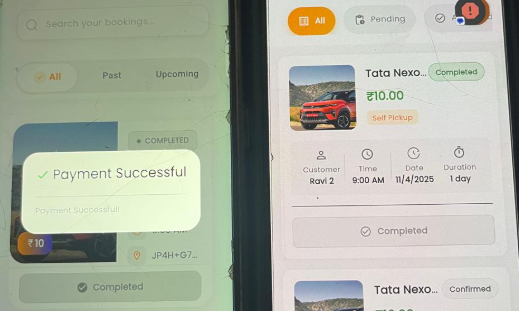 Search your bookings...
All
Past
Upcoming
COMPLETED
Payment Successful
Payment Successful!
₹10
JP4H+G7...
Completed
All
Pending
Tata Nexo...
Completed
₹10.00
Self Pickup
Customer
Ravi 2
Time
9:00 AM
Date
11/4/2025
Duration
1 day
Completed
Tata Nexo...
Confirmed